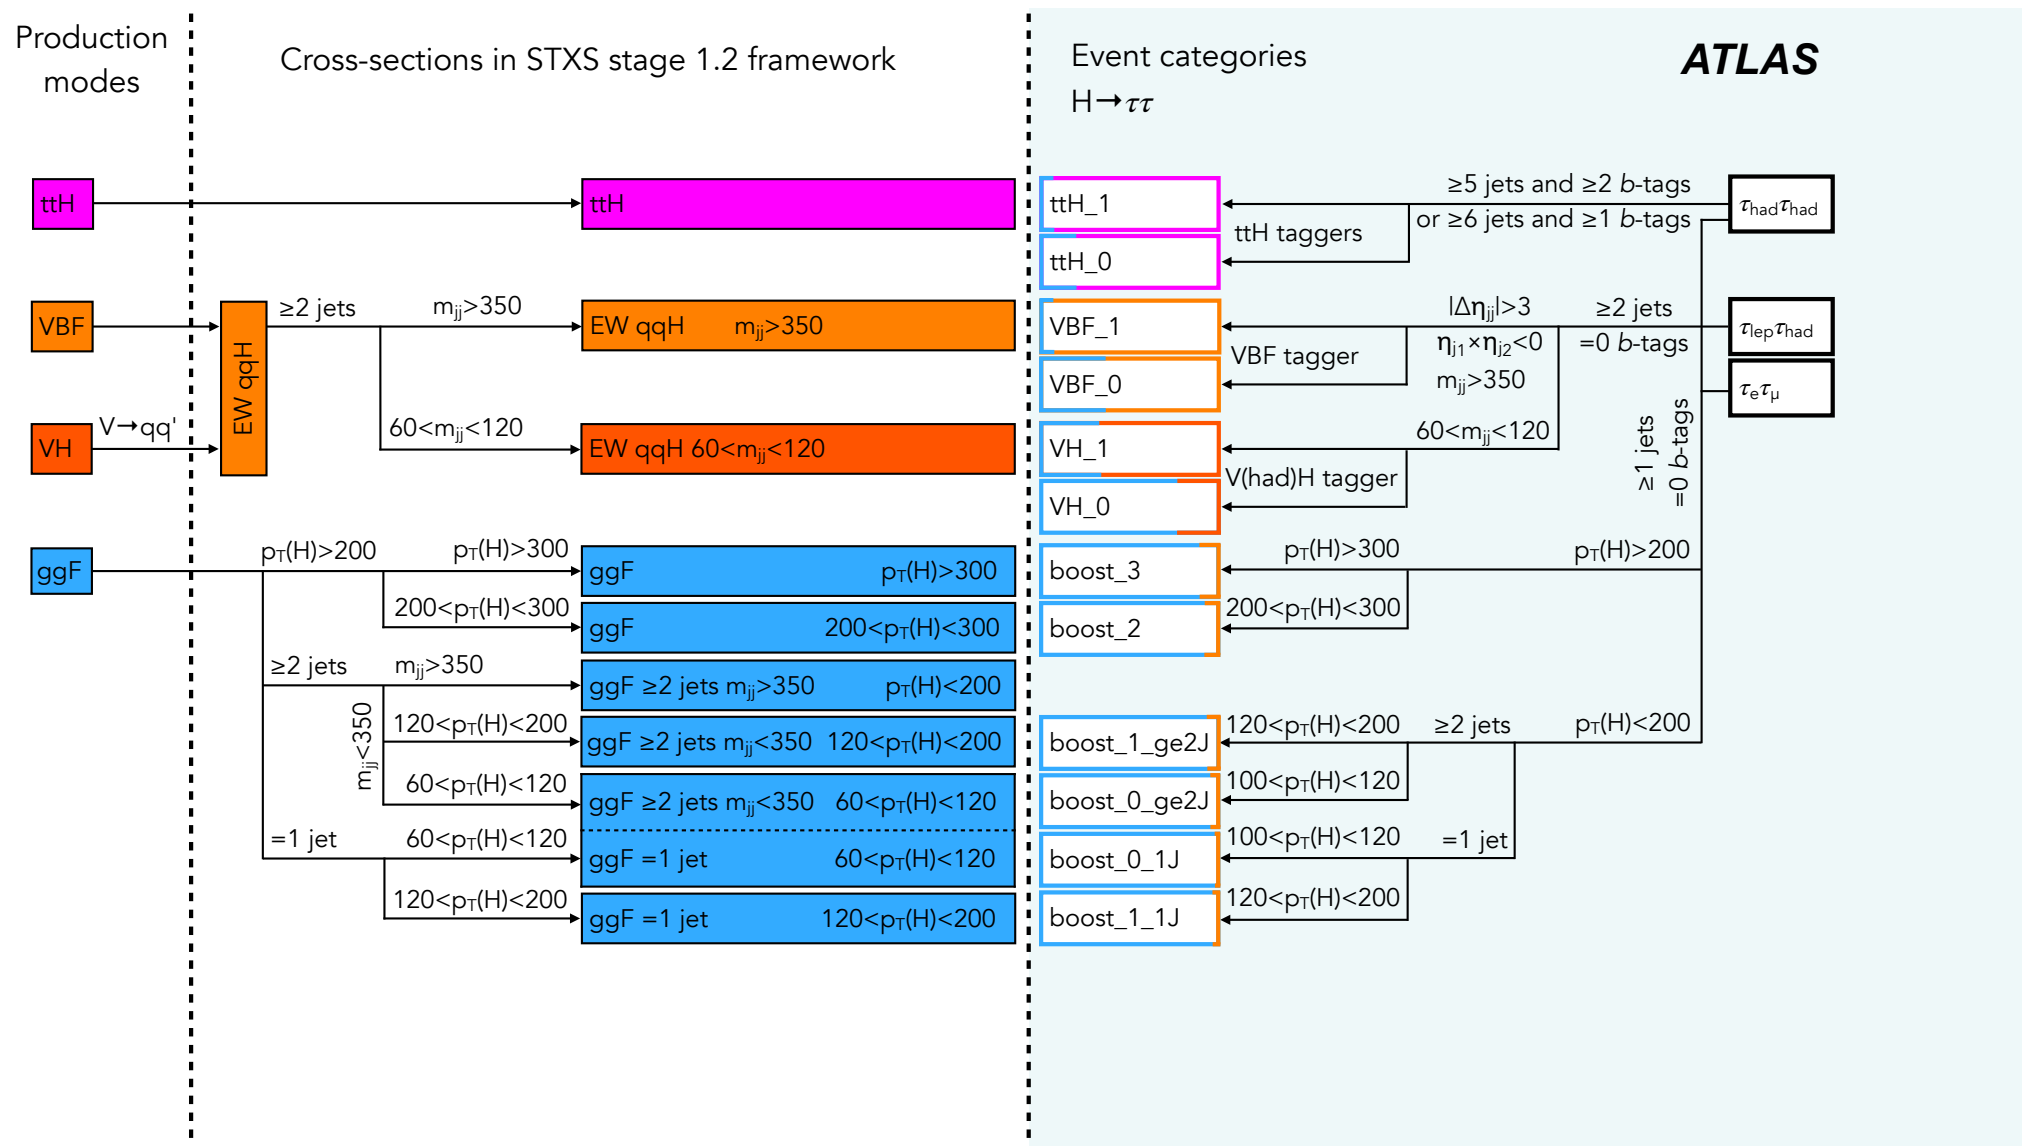 Production
modes
Cross-sections in STXS stage 1.2 framework
Event categories
H→ττ
ATLAS
ttH
ttH
ttH_1
≥5 jets and ≥2 b-tags
or ≥6 jets and ≥1 b-tags
τhadτhad
ttH taggers
ttH_0
VBF
EW qqH
≥2 jets
mjj>350
EW qqH mjj>350
VBF_1
|Δηjj|>3
ηj1×ηj2<0
mjj>350
≥2 jets
=0 b-tags
τlepτhad
VBF tagger
VBF_0
τeτμ
≥1 jets
=0 b-tags
VH
V→qq'
60<mjj<120
EW qqH 60<mjj<120
VH_1
60<mjj<120
V(had)H tagger
VH_0
ggF
pT(H)>200
pT(H)>300
ggF pT(H)>300
boost_3
pT(H)>300
pT(H)>200
200<pT(H)<300
ggF 200<pT(H)<300
boost_2
200<pT(H)<300
≥2 jets
mjj>350
ggF ≥2 jets mjj>350 pT(H)<200
mjj<350
120<pT(H)<200
ggF ≥2 jets mjj<350 120<pT(H)<200
boost_1_ge2J
120<pT(H)<200
≥2 jets
pT(H)<200
60<pT(H)<120
ggF ≥2 jets mjj<350 60<pT(H)<120
boost_0_ge2J
100<pT(H)<120
=1 jet
60<pT(H)<120
ggF =1 jet 60<pT(H)<120
boost_0_1J
100<pT(H)<120
=1 jet
120<pT(H)<200
ggF =1 jet 120<pT(H)<200
boost_1_1J
120<pT(H)<200